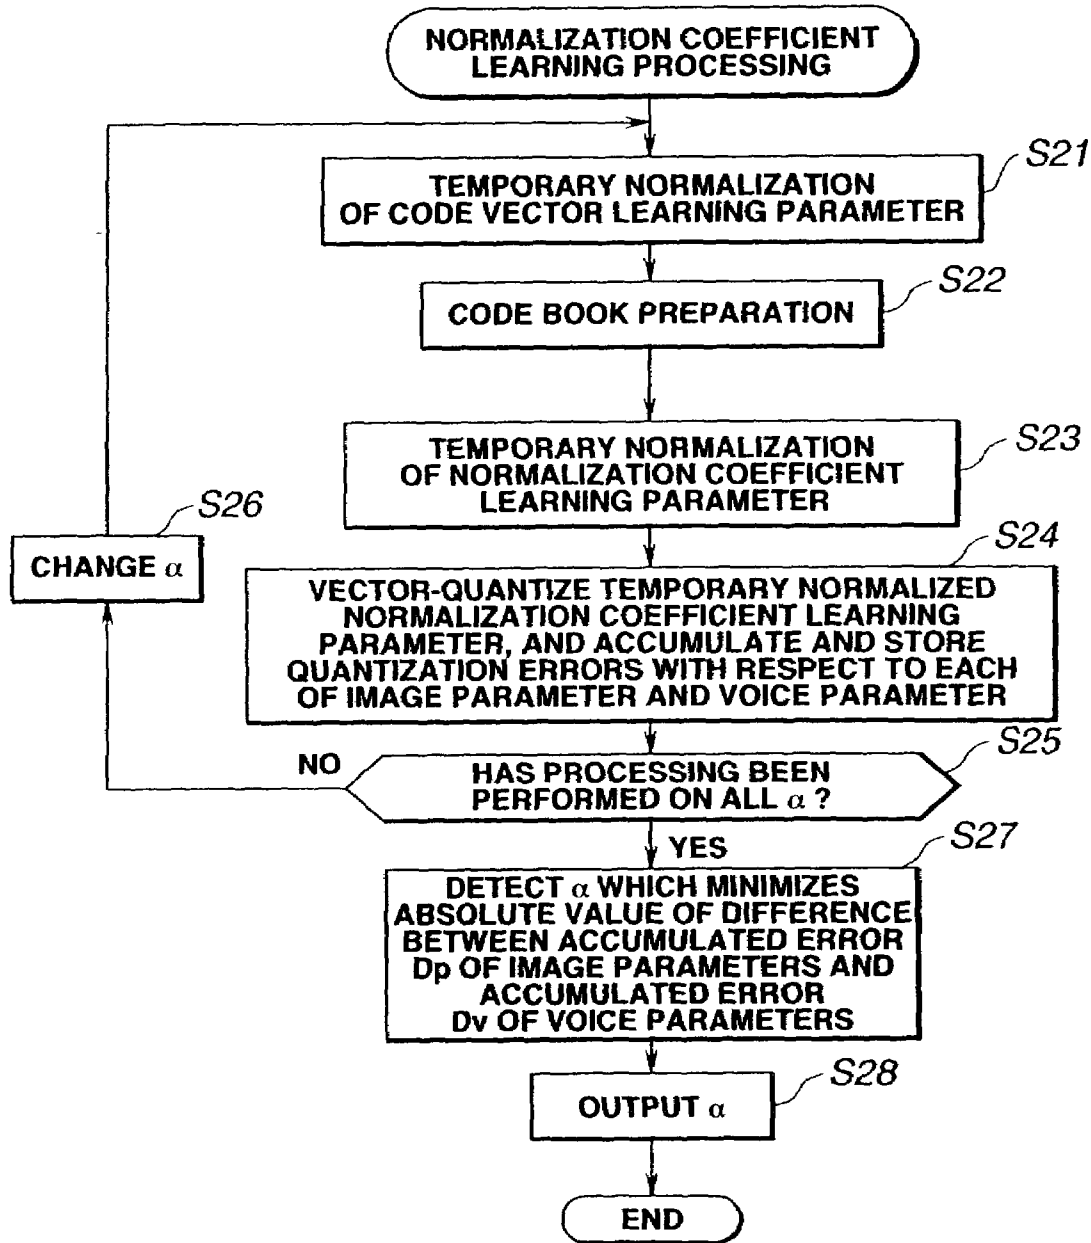 NORMALIZATION COEFFICIENT
LEARNING PROCESSING
S21
TEMPORARY NORMALIZATION
OF CODE VECTOR LEARNING PARAMETER
S22
CODE BOOK PREPARATION
S23
TEMPORARY NORMALIZATION
OF NORMALIZATION COEFFICIENT
LEARNING PARAMETER
S26
CHANGE α
S24
VECTOR-QUANTIZE TEMPORARY NORMALIZED
NORMALIZATION COEFFICIENT LEARNING
PARAMETER, AND ACCUMULATE AND STORE
QUANTIZATION ERRORS WITH RESPECT TO EACH
OF IMAGE PARAMETER AND VOICE PARAMETER
S25
NO
HAS PROCESSING BEEN
PERFORMED ON ALL α ?
YES
S27
DETECT α WHICH MINIMIZES
ABSOLUTE VALUE OF DIFFERENCE
BETWEEN ACCUMULATED ERROR
Dp OF IMAGE PARAMETERS AND
ACCUMULATED ERROR
Dv OF VOICE PARAMETERS
S28
OUTPUT α
END